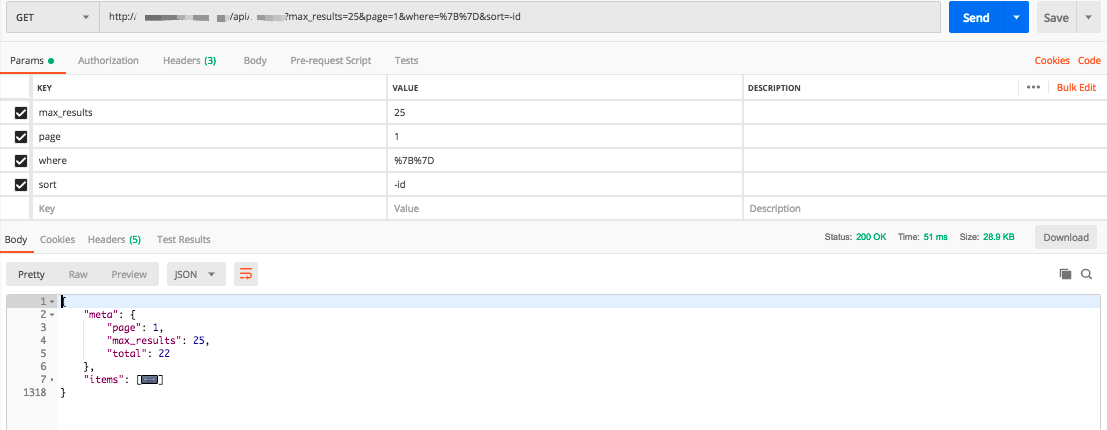 GET http:// /api/ ?max_results=25&page=1&where=%7B%7D&sort=-id Send Save
Params Authorization Headers (3) Body Pre-request Script Tests Cookies Code
KEY VALUE DESCRIPTION ••• Bulk Edit
max_results 25
page 1
where %7B%7D
sort -id
Key Value Description
Body Cookies Headers (5) Test Results Status: 200 OK Time: 51 ms Size: 28.9 KB Download
Pretty Raw Preview JSON
1 {
2 "meta": {
3 "page": 1,
4 "max_results": 25,
5 "total": 22
6 },
7 "items": [ ]
1318 }